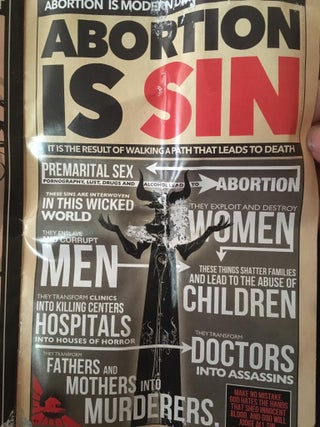 ABORTION IS MODERN
ABORTION
IS SIN
IT IS THE RESULT OF WALKING A PATH THAT LEADS TO DEATH
PREMARITAL SEX
PORNOGRAPHY, LUST, DRUGS AND ALCOHOL LEAD TO ABORTION
THESE SINS ARE INTERWOVEN
IN THIS WICKED
WORLD
THEY EXPLOIT AND DESTROY
WOMEN
THEY ENSLAVE
AND CORRUPT
MEN
THESE THINGS SHATTER FAMILIES
AND LEAD TO THE ABUSE OF
CHILDREN
THEY TRANSFORM CLINICS
INTO KILLING CENTERS
HOSPITALS
INTO HOUSES OF HORROR
THEY TRANSFORM
DOCTORS
INTO ASSASSINS
THEY TRANSFORM
FATHERS AND
MOTHERS INTO
MURDERERS.
MAKE NO MISTAKE
GOD HATES THE HANDS
THAT SHED INNOCENT
BLOOD AND GOD WILL
JUDGE ALL SIN